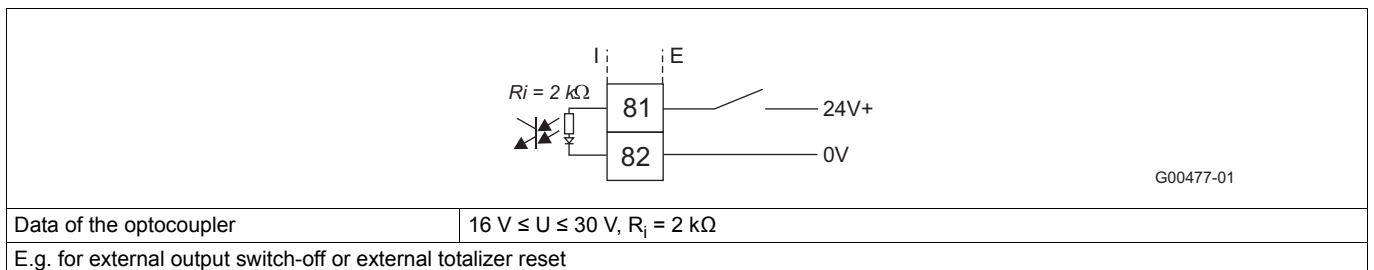 I E
Ri = 2 kΩ
81
24V+
82
0V
G00477-01
Data of the optocoupler 16 V ≤ U ≤ 30 V, Ri = 2 kΩ
E.g. for external output switch-off or external totalizer reset